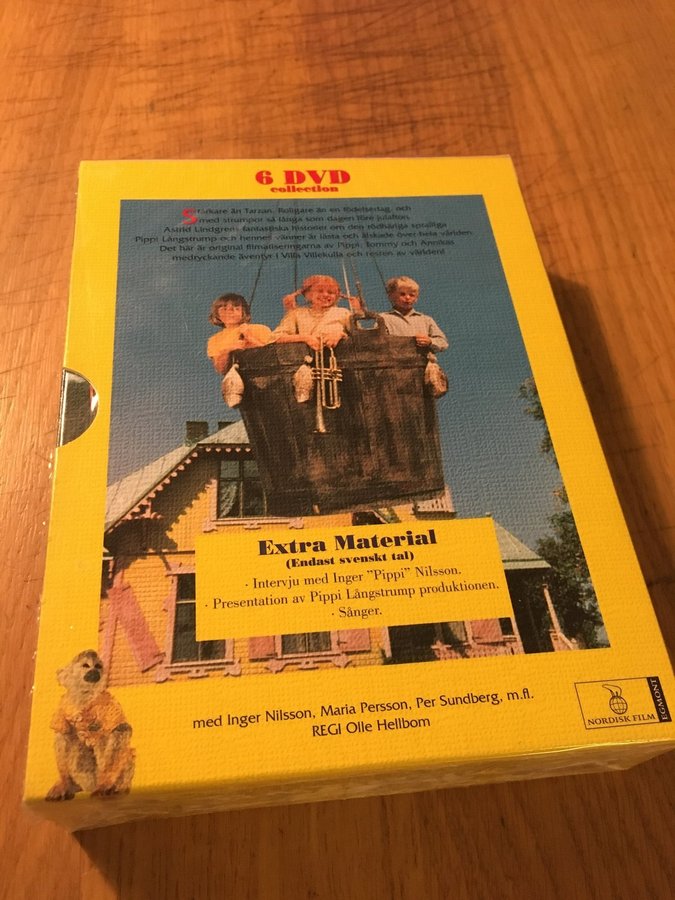 6 DVD
collection
Starkare än Tarzan. Roligare än en födelsedag, och
med strumpor så långa som dagen före julafton.
Astrid Lindgrens fantastiska historier om den rödhåriga spralliga
Pippi Långstrump och hennes vänner är lästa och älskade över hela världen.
Det här är original filmatiseringarna av Pippi, Tommy och Annikas
medryckande äventyr i Villa Villekulla och resten av världen!
Extra Material
(Endast svenskt tal)
· Intervju med Inger "Pippi" Nilsson.
· Presentation av Pippi Långstrump produktionen.
· Sånger.
med Inger Nilsson, Maria Persson, Per Sundberg, m.fl.
REGI Olle Hellbom
NORDISK FILM
EGMONT